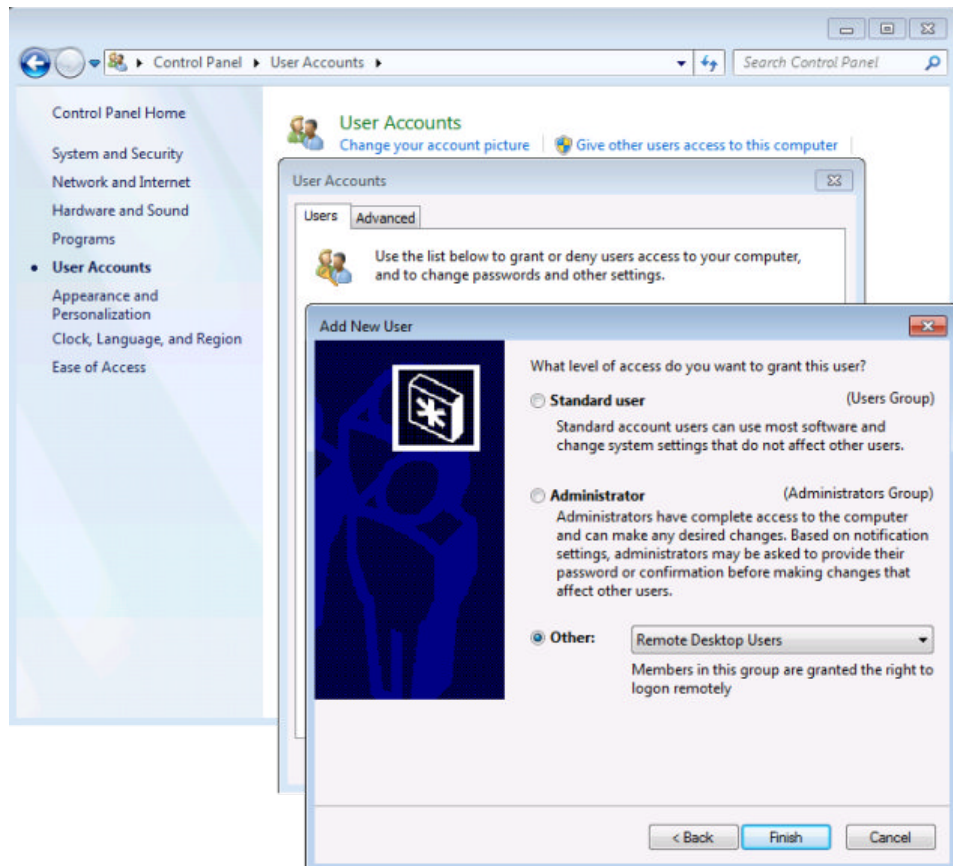 Control Panel
User Accounts
Search Control Panel
Control Panel Home
System and Security
Network and Internet
Hardware and Sound
Programs
User Accounts
Appearance and
Personalization
Clock, Language, and Region
Ease of Access
User Accounts
Change your account picture
Give other users access to this computer
User Accounts
Users
Advanced
Use the list below to grant or deny users access to your computer,
and to change passwords and other settings.
Add New User
What level of access do you want to grant this user?
Standard user (Users Group)
Standard account users can use most software and
change system settings that do not affect other users.
Administrator (Administrators Group)
Administrators have complete access to the computer
and can make any desired changes. Based on notification
settings, administrators may be asked to provide their
password or confirmation before making changes that
affect other users.
Other: Remote Desktop Users
Members in this group are granted the right to
logon remotely
< Back
Finish
Cancel